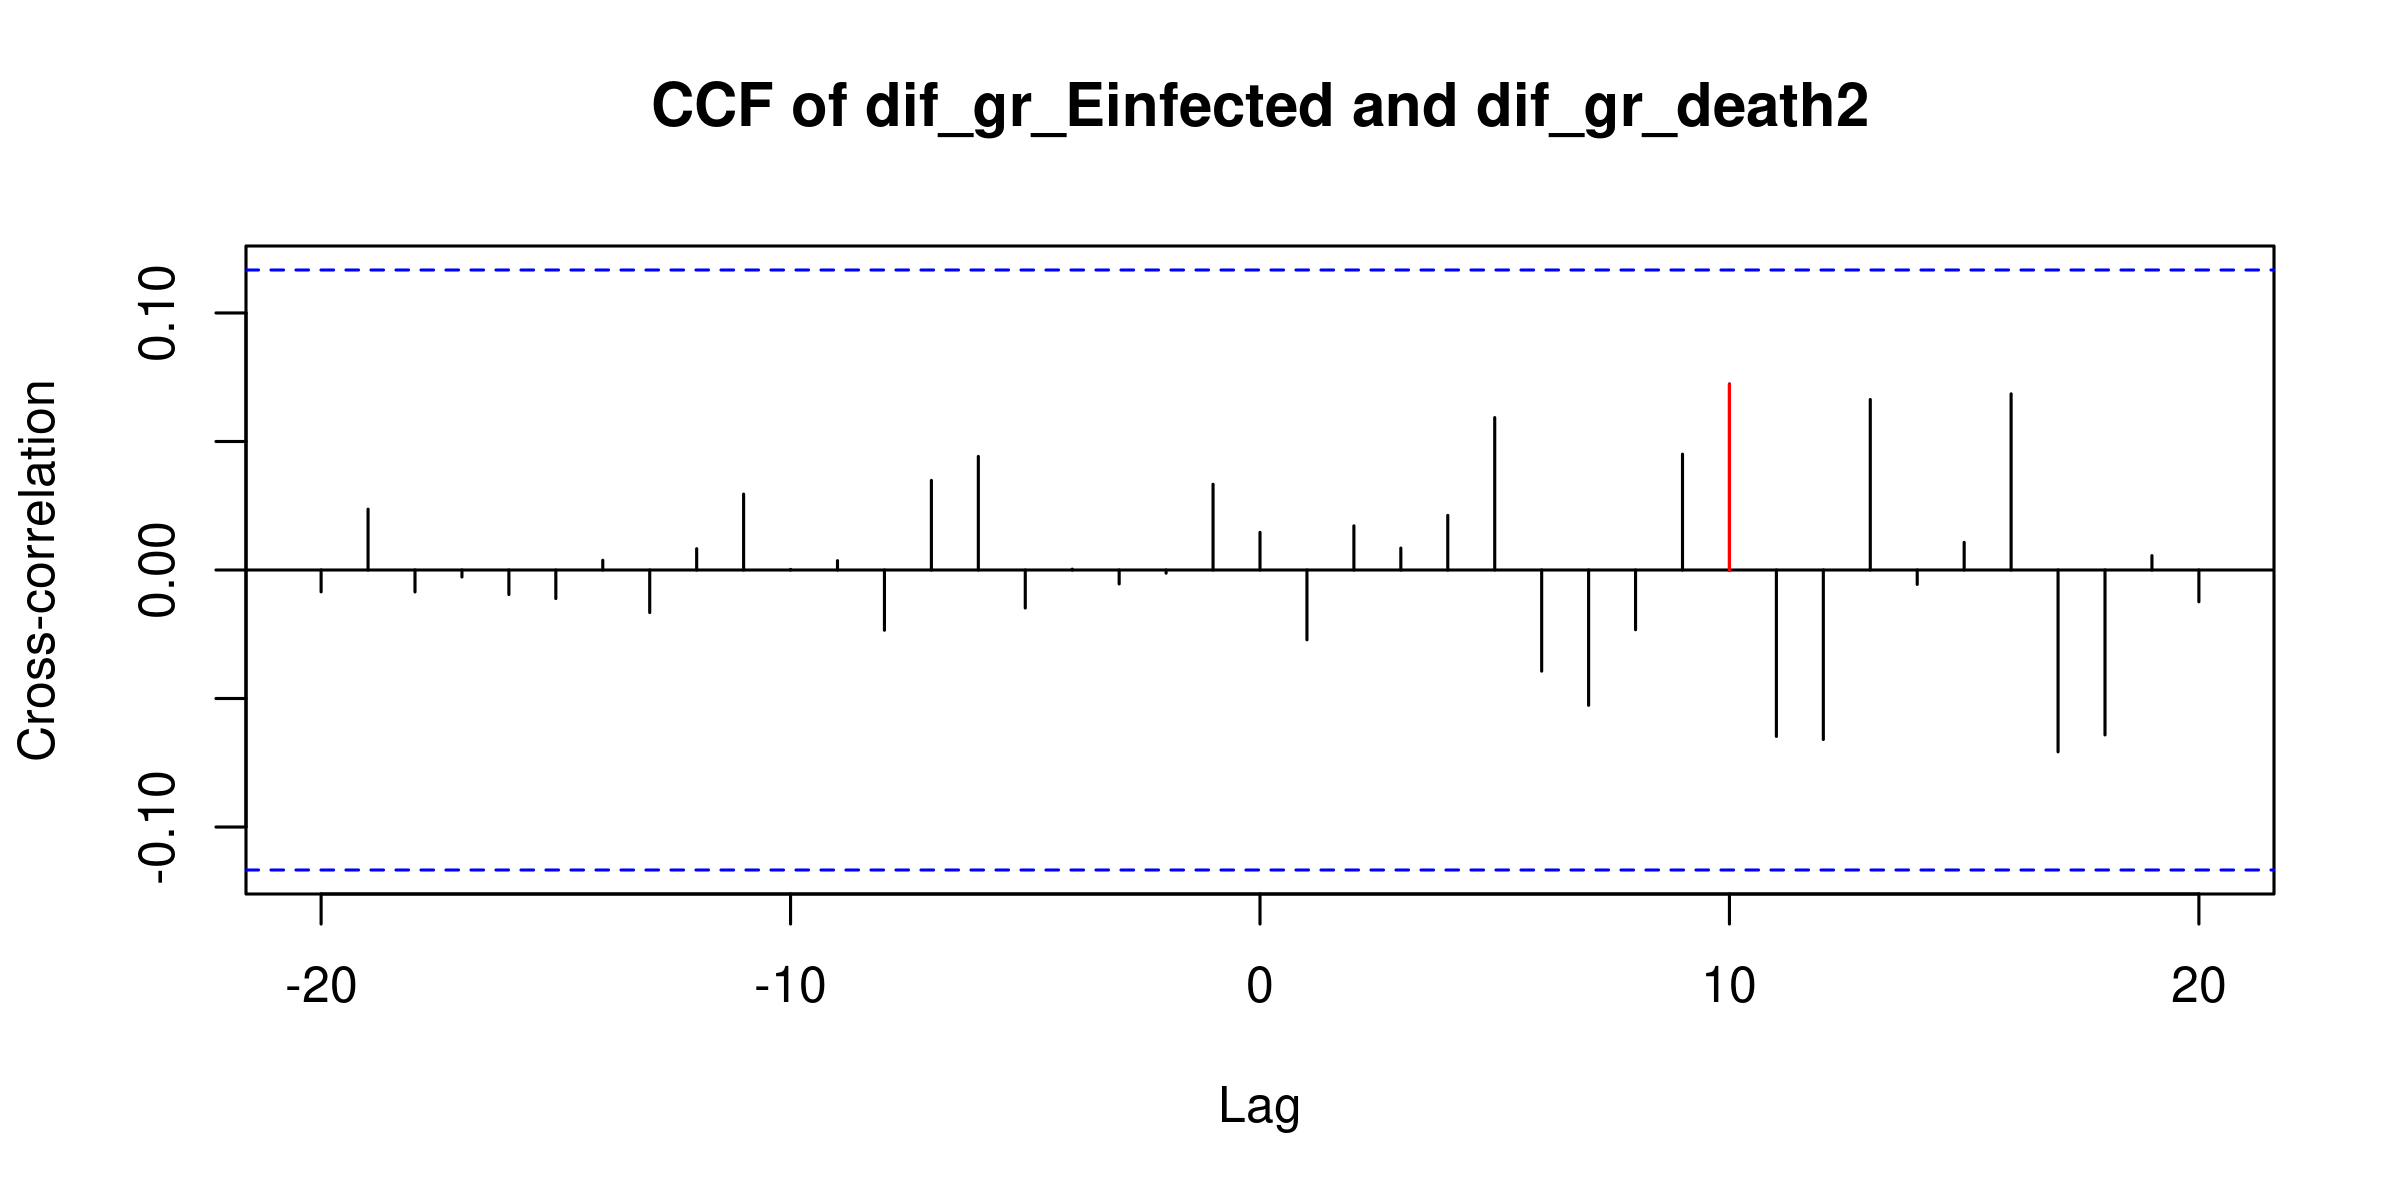 CCF of dif_gr_Einfected and dif_gr_death2
Cross-correlation
0.10
0.00
-0.10
-20 -10 0 10 20
Lag